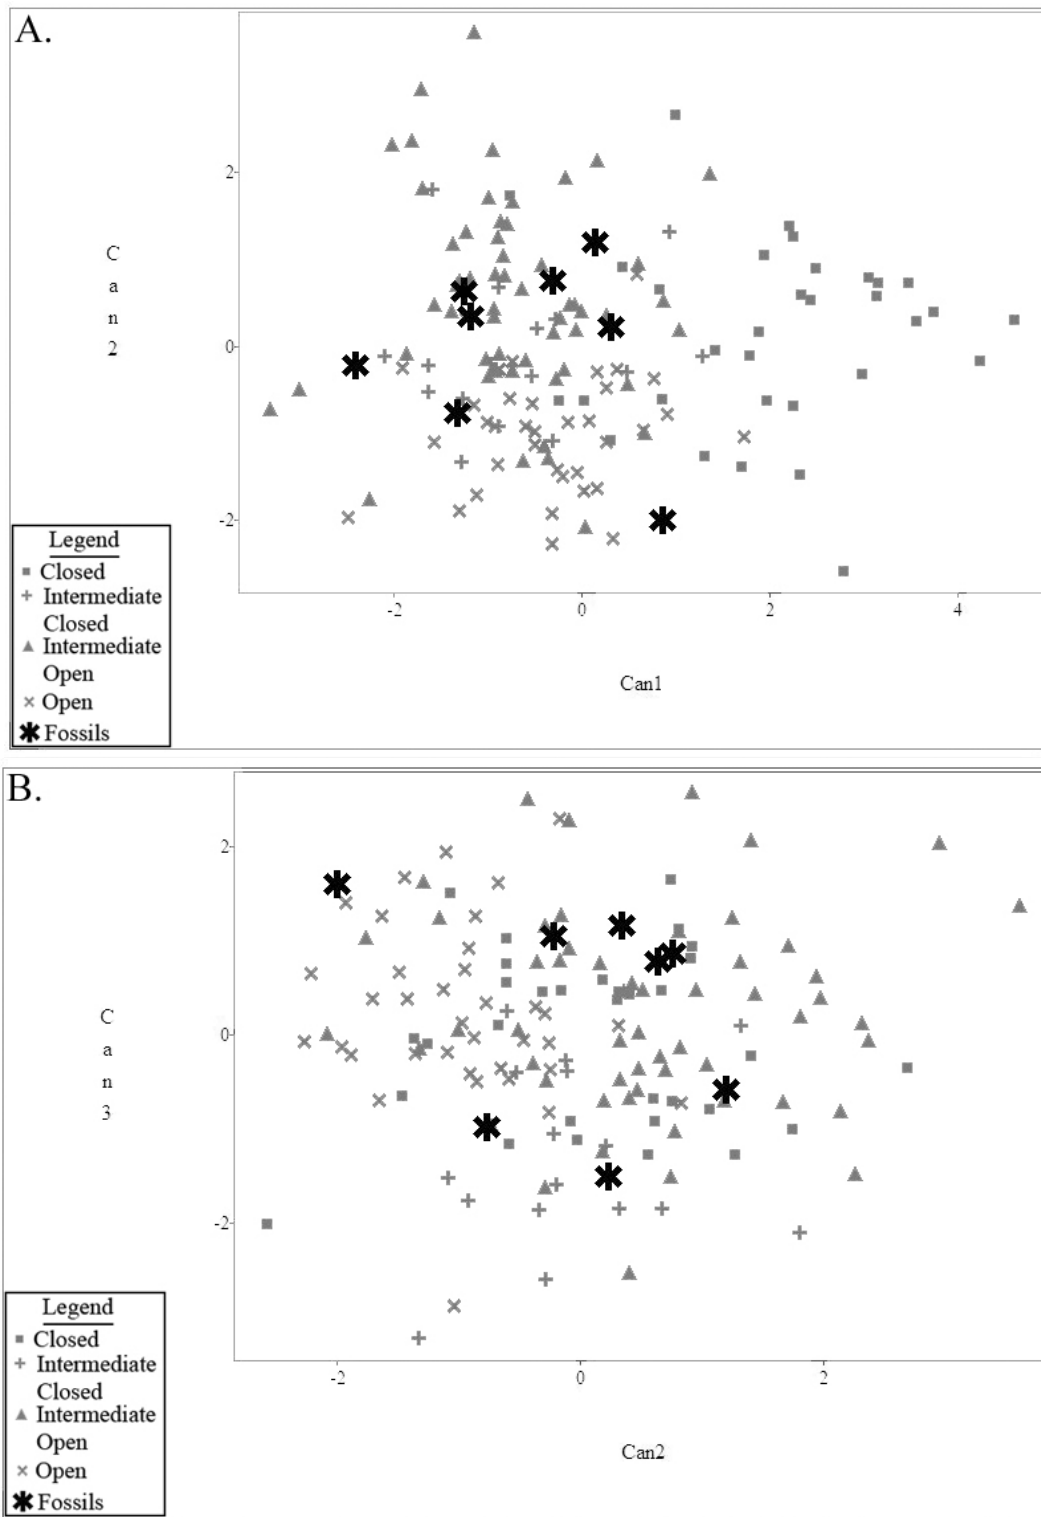 A.
2
0
-2
C
a
n
2
-2
0
2
4
Can1
Legend
Closed
Intermediate
Closed
Intermediate
Open
Open
Fossils
B.
2
0
-2
C
a
n
3
-2
0
2
Can2
Legend
Closed
Intermediate
Closed
Intermediate
Open
Open
Fossils